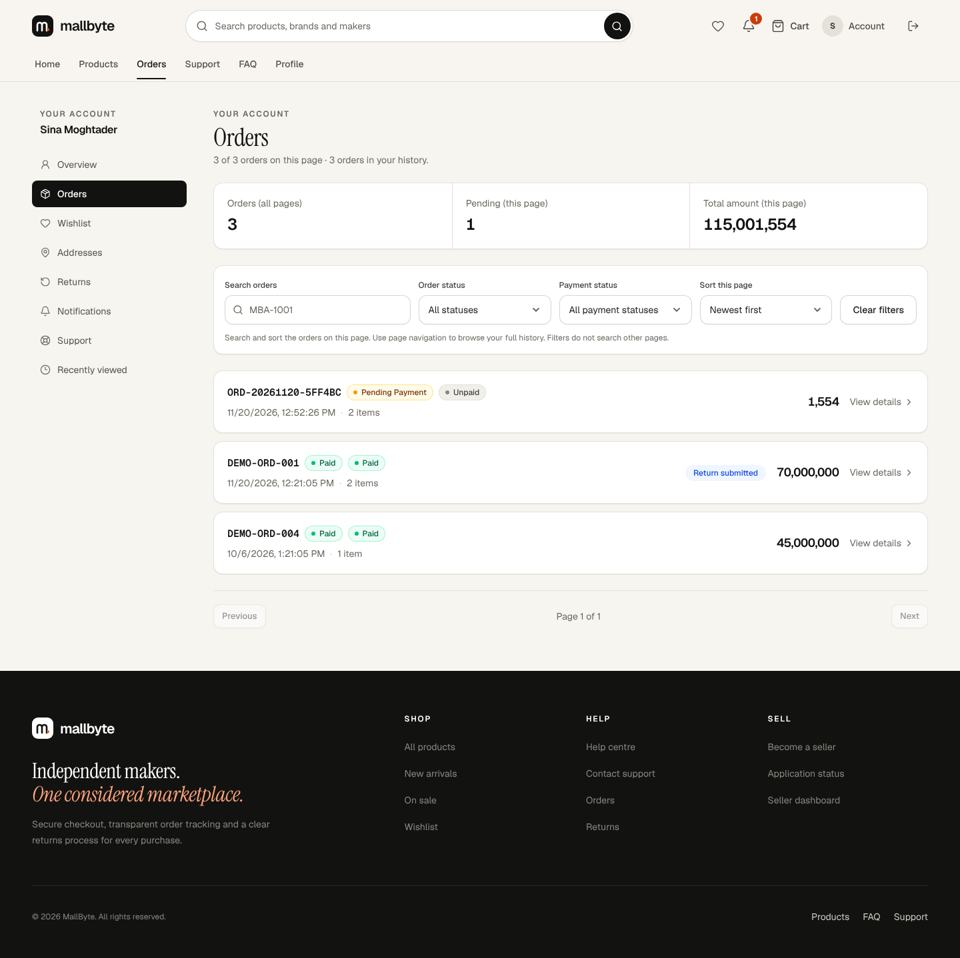 mallbyte
Search products, brands and makers
1
Cart
S
Account
Home
Products
Orders
Support
FAQ
Profile
YOUR ACCOUNT
Sina Moghtader
Overview
Orders
Wishlist
Addresses
Returns
Notifications
Support
Recently viewed
YOUR ACCOUNT
Orders
3 of 3 orders on this page · 3 orders in your history.
Orders (all pages)
3
Pending (this page)
1
Total amount (this page)
115,001,554
Search orders
MBA-1001
Order status
All statuses
Payment status
All payment statuses
Sort this page
Newest first
Clear filters
Search and sort the orders on this page. Use page navigation to browse your full history. Filters do not search other pages.
ORD-20261120-5FF4BC Pending Payment Unpaid
11/20/2026, 12:52:26 PM · 2 items
1,554 View details
DEMO-ORD-001 Paid Paid
11/20/2026, 12:21:05 PM · 2 items
Return submitted 70,000,000 View details
DEMO-ORD-004 Paid Paid
10/6/2026, 1:21:05 PM · 1 item
45,000,000 View details
Previous
Page 1 of 1
Next
m mallbyte
Independent makers.
One considered marketplace.
Secure checkout, transparent order tracking and a clear
returns process for every purchase.
SHOP
All products
New arrivals
On sale
Wishlist
HELP
Help centre
Contact support
Orders
Returns
SELL
Become a seller
Application status
Seller dashboard
© 2026 MallByte. All rights reserved.
Products
FAQ
Support